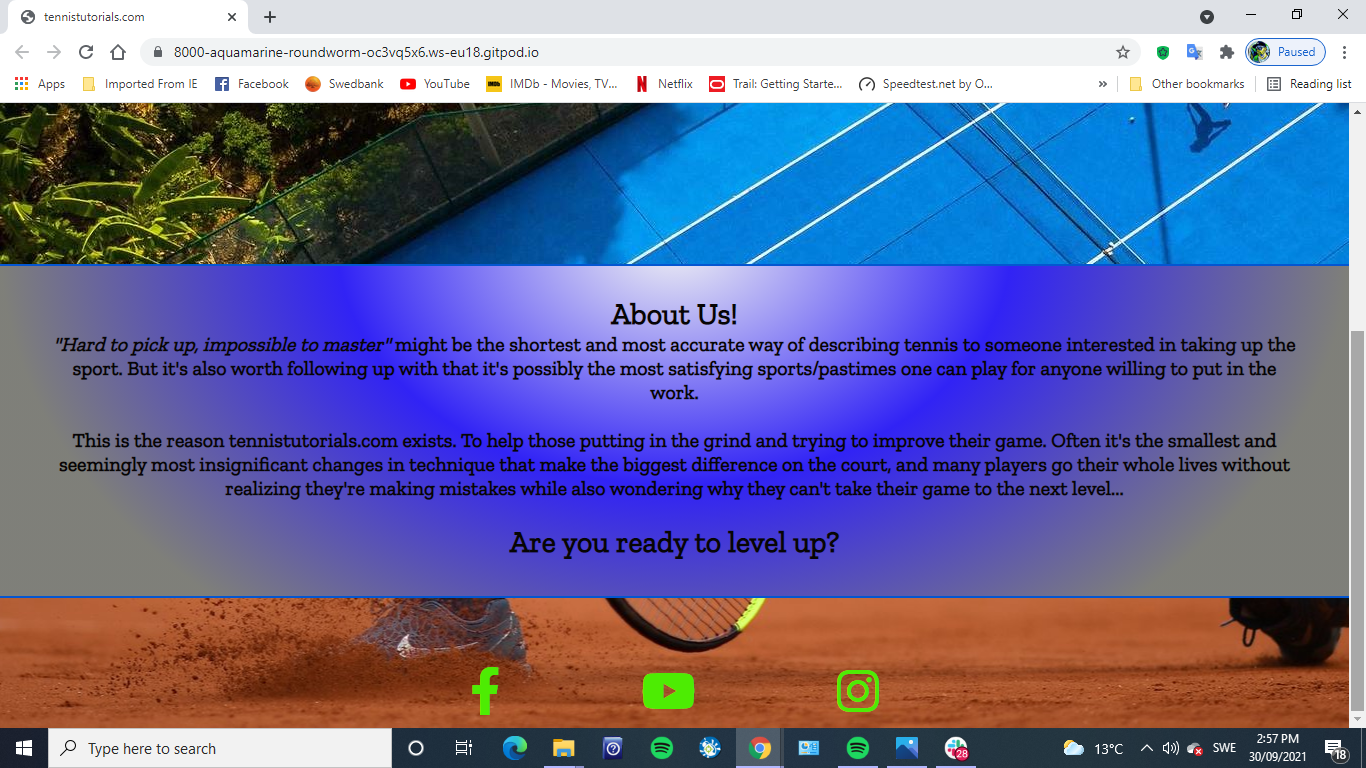 tennistutorials.com
8000-aquamarine-roundworm-oc3vq5x6.ws-eu18.gitpod.io
Paused
Apps
Imported From IE
Facebook
Swedbank
YouTube
IMDb - Movies, TV...
Netflix
Trail: Getting Starte...
Speedtest.net by O...
»
Other bookmarks
Reading list
About Us!
"Hard to pick up, impossible to master" might be the shortest and most accurate way of describing tennis to someone interested in taking up the
sport. But it's also worth following up with that it's possibly the most satisfying sports/pastimes one can play for anyone willing to put in the
work.
This is the reason tennistutorials.com exists. To help those putting in the grind and trying to improve their game. Often it's the smallest and
seemingly most insignificant changes in technique that make the biggest difference on the court, and many players go their whole lives without
realizing they're making mistakes while also wondering why they can't take their game to the next level...
Are you ready to level up?
Type here to search
28
13°C
SWE
2:57 PM
30/09/2021
18